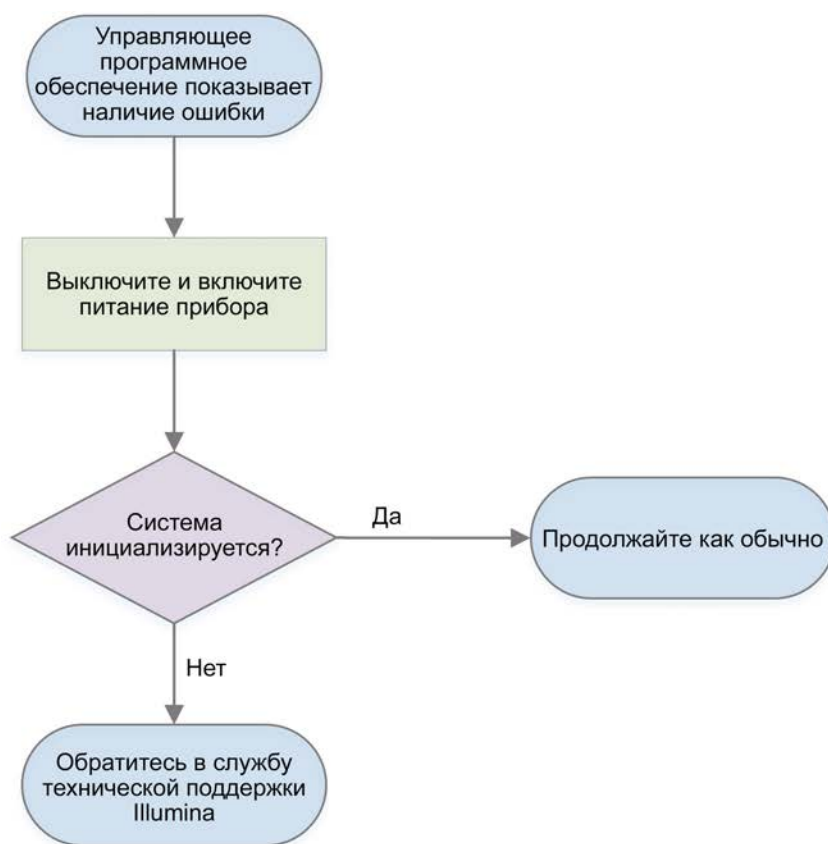 Управляющее
программное
обеспечение показывает
наличие ошибки
Выключите и включите
питание прибора
Система
инициализируется?
Да
Продолжайте как обычно
Нет
Обратитесь в службу
технической поддержки
Illumina